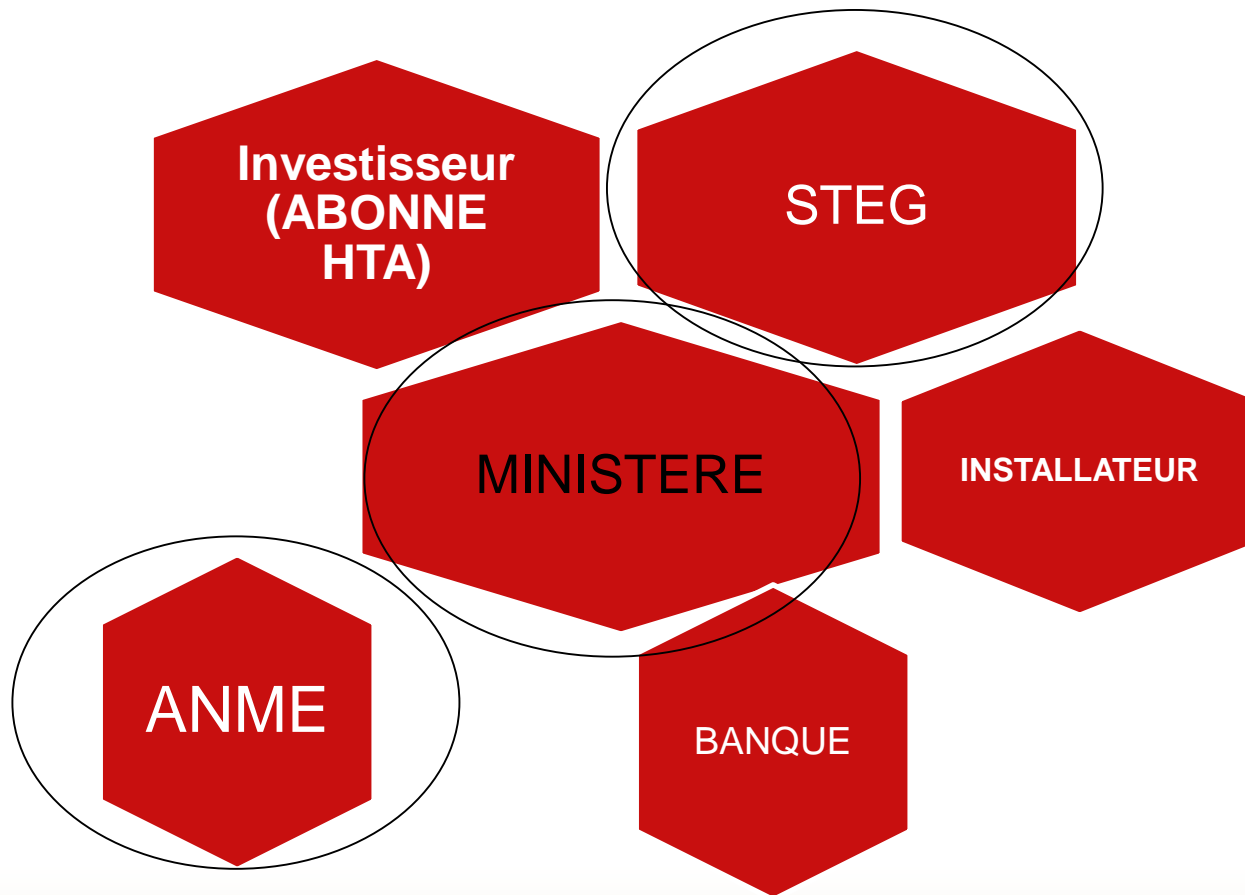 Investisseur
(ABONNE
HTA)
STEG
MINISTERE
INSTALLATEUR
ANME
BANQUE